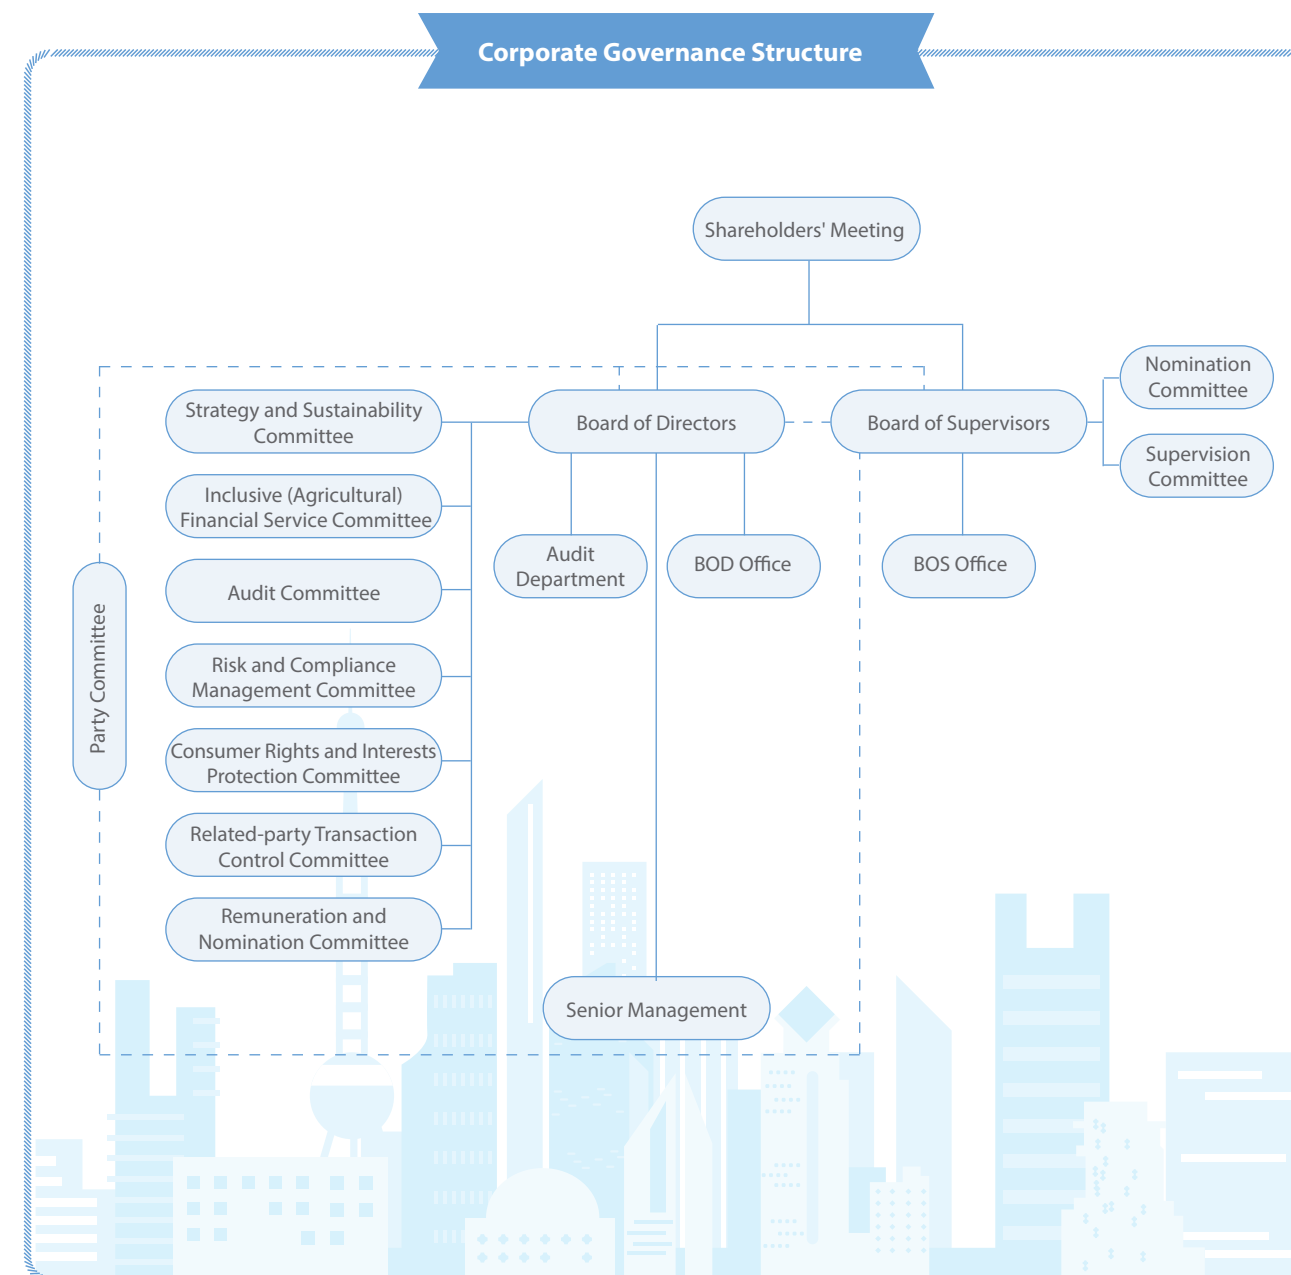 Corporate Governance Structure
Shareholders' Meeting
Nomination
Committee
Strategy and Sustainability
Committee
Board of Directors
Board of Supervisors
Supervision
Committee
Inclusive (Agricultural)
Financial Service Committee
Audit
Department
BOD Office
BOS Office
Audit Committee
Party Committee
Risk and Compliance
Management Committee
Consumer Rights and Interests
Protection Committee
Related-party Transaction
Control Committee
Remuneration and
Nomination Committee
Senior Management